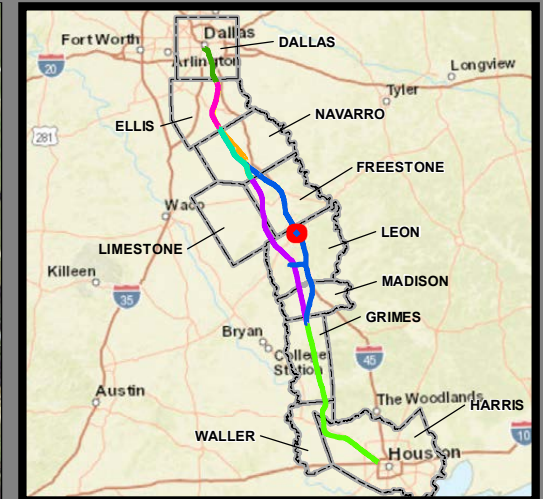 Dallas
DALLAS
Fort Worth
Arlington
Longview
20
Tyler
ELLIS
NAVARRO
281
FREESTONE
Waco
LEON
LIMESTONE
Killeen
MADISON
35
GRIMES
Bryan
College
Station
45
Austin
The Woodlands
HARRIS
WALLER
10
Houston